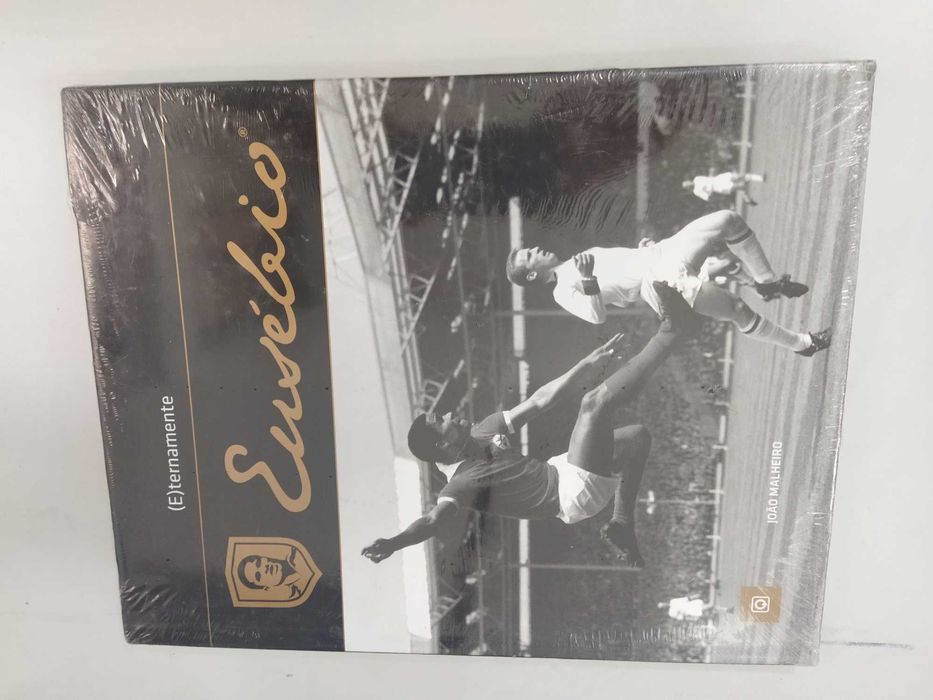 (E)ternamente
Eusébio®
JOÃO MALHEIRO